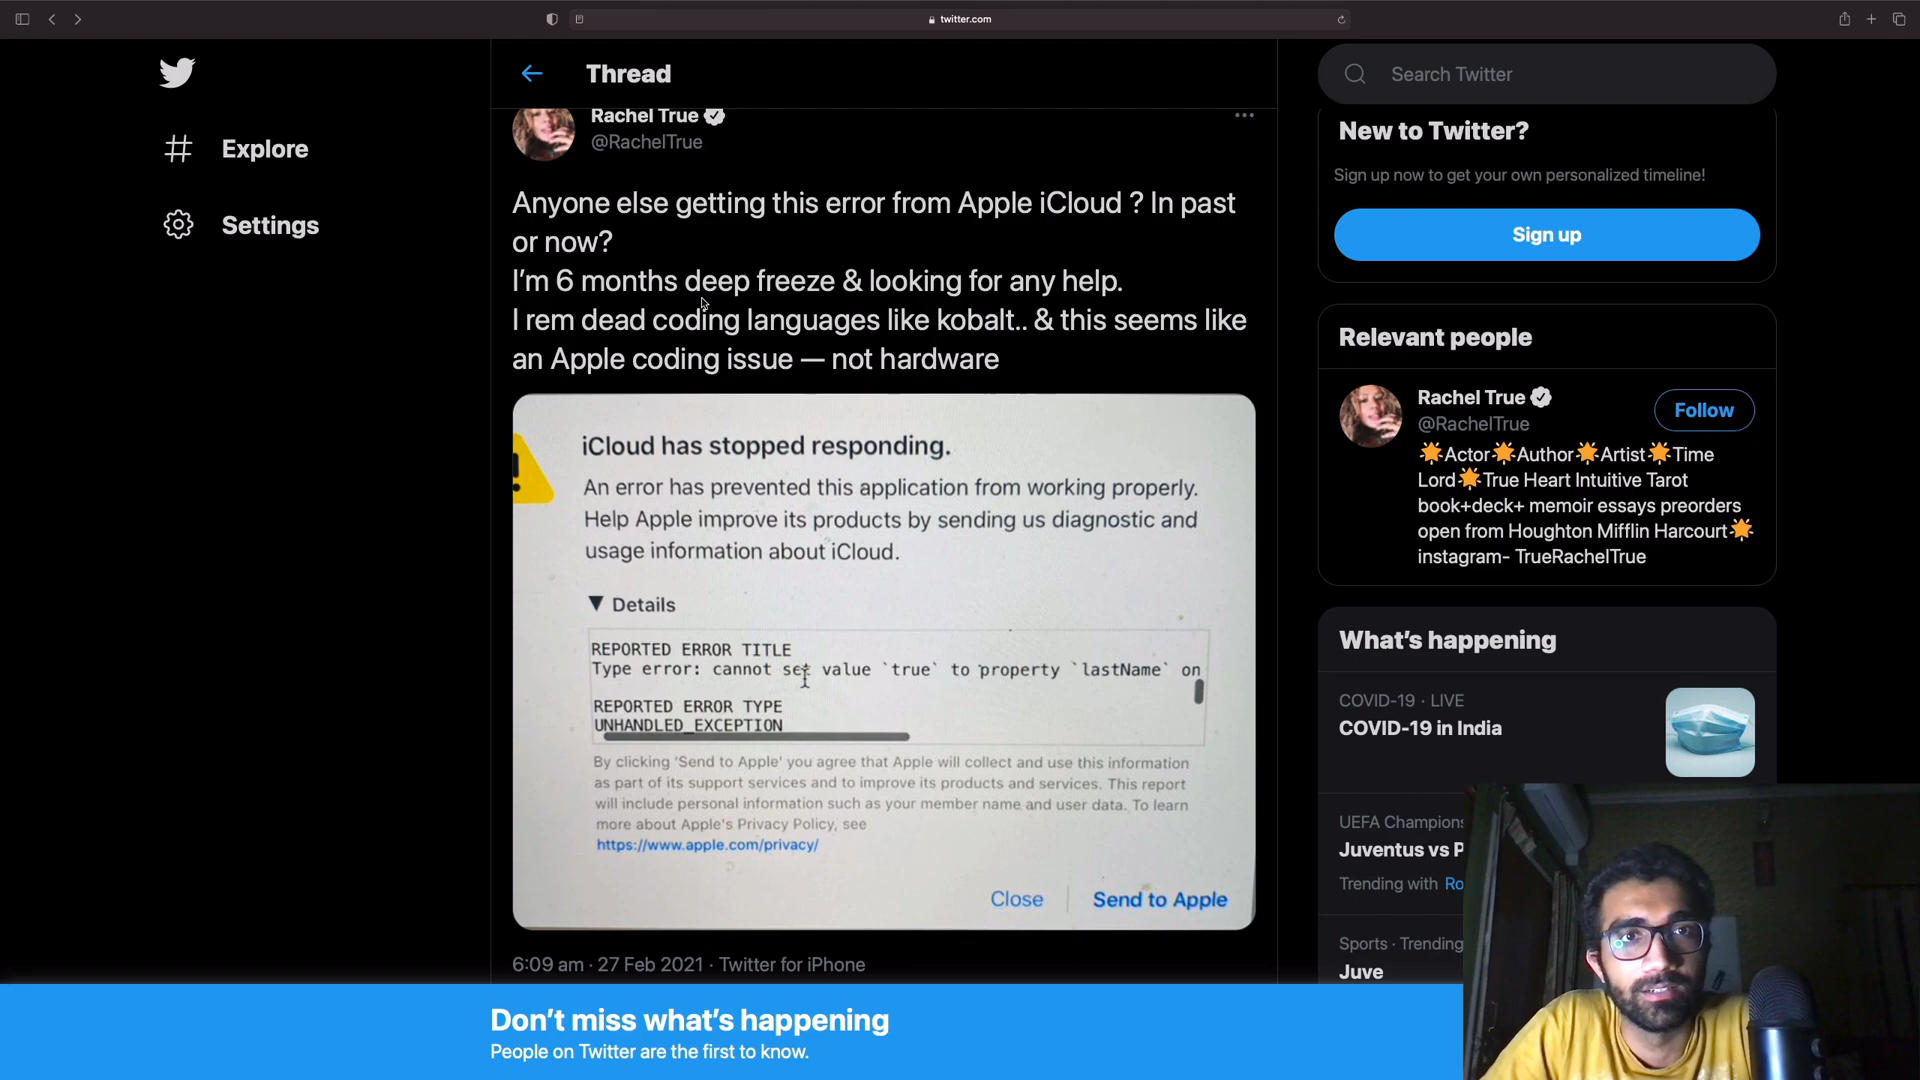 twitter.com
Explore
Settings
Thread
Rachel True
@RachelTrue
Anyone else getting this error from Apple iCloud ? In past
or now?
I'm 6 months deep freeze & looking for any help.
I rem dead coding languages like kobalt.. & this seems like
an Apple coding issue — not hardware
iCloud has stopped responding.
An error has prevented this application from working properly.
Help Apple improve its products by sending us diagnostic and
usage information about iCloud.
▼ Details
REPORTED ERROR TITLE
Type error: cannot set value `true` to property `lastName` on
REPORTED ERROR TYPE
UNHANDLED_EXCEPTION
By clicking 'Send to Apple' you agree that Apple will collect and use this information
as part of its support services and to improve its products and services. This report
will include personal information such as your member name and user data. To learn
more about Apple's Privacy Policy, see
https://www.apple.com/privacy/
Close
Send to Apple
6:09 am · 27 Feb 2021 · Twitter for iPhone
Search Twitter
New to Twitter?
Sign up now to get your own personalized timeline!
Sign up
Relevant people
Rachel True
@RachelTrue
Follow
🌟Actor🌟Author🌟Artist🌟Time
Lord🌟True Heart Intuitive Tarot
book+deck+ memoir essays preorders
open from Houghton Mifflin Harcourt🌟
instagram- TrueRachelTrue
What's happening
COVID-19 · LIVE
COVID-19 in India
UEFA Champions
Juventus vs P
Trending with Ro
Sports · Trending
Juve
Don't miss what's happening
People on Twitter are the first to know.